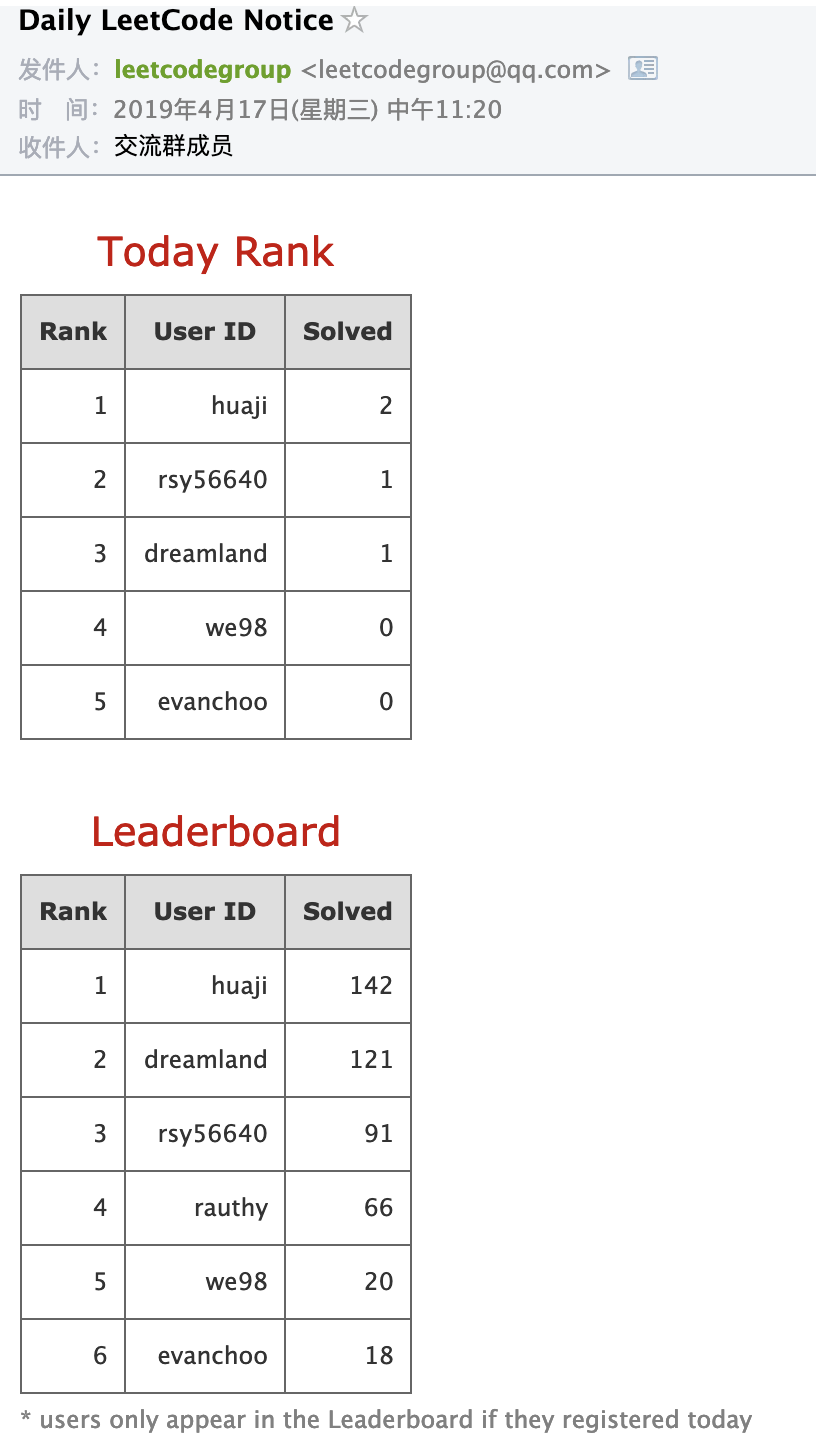 Daily LeetCode Notice ☆
发件人： leetcodegroup <leetcodegroup@qq.com>
时 间： 2019年4月17日(星期三) 中午11:20
收件人： 交流群成员
Today Rank
Rank User ID Solved
1 huaji 2
2 rsy56640 1
3 dreamland 1
4 we98 0
5 evanchoo 0
Leaderboard
Rank User ID Solved
1 huaji 142
2 dreamland 121
3 rsy56640 91
4 rauthy 66
5 we98 20
6 evanchoo 18
* users only appear in the Leaderboard if they registered today